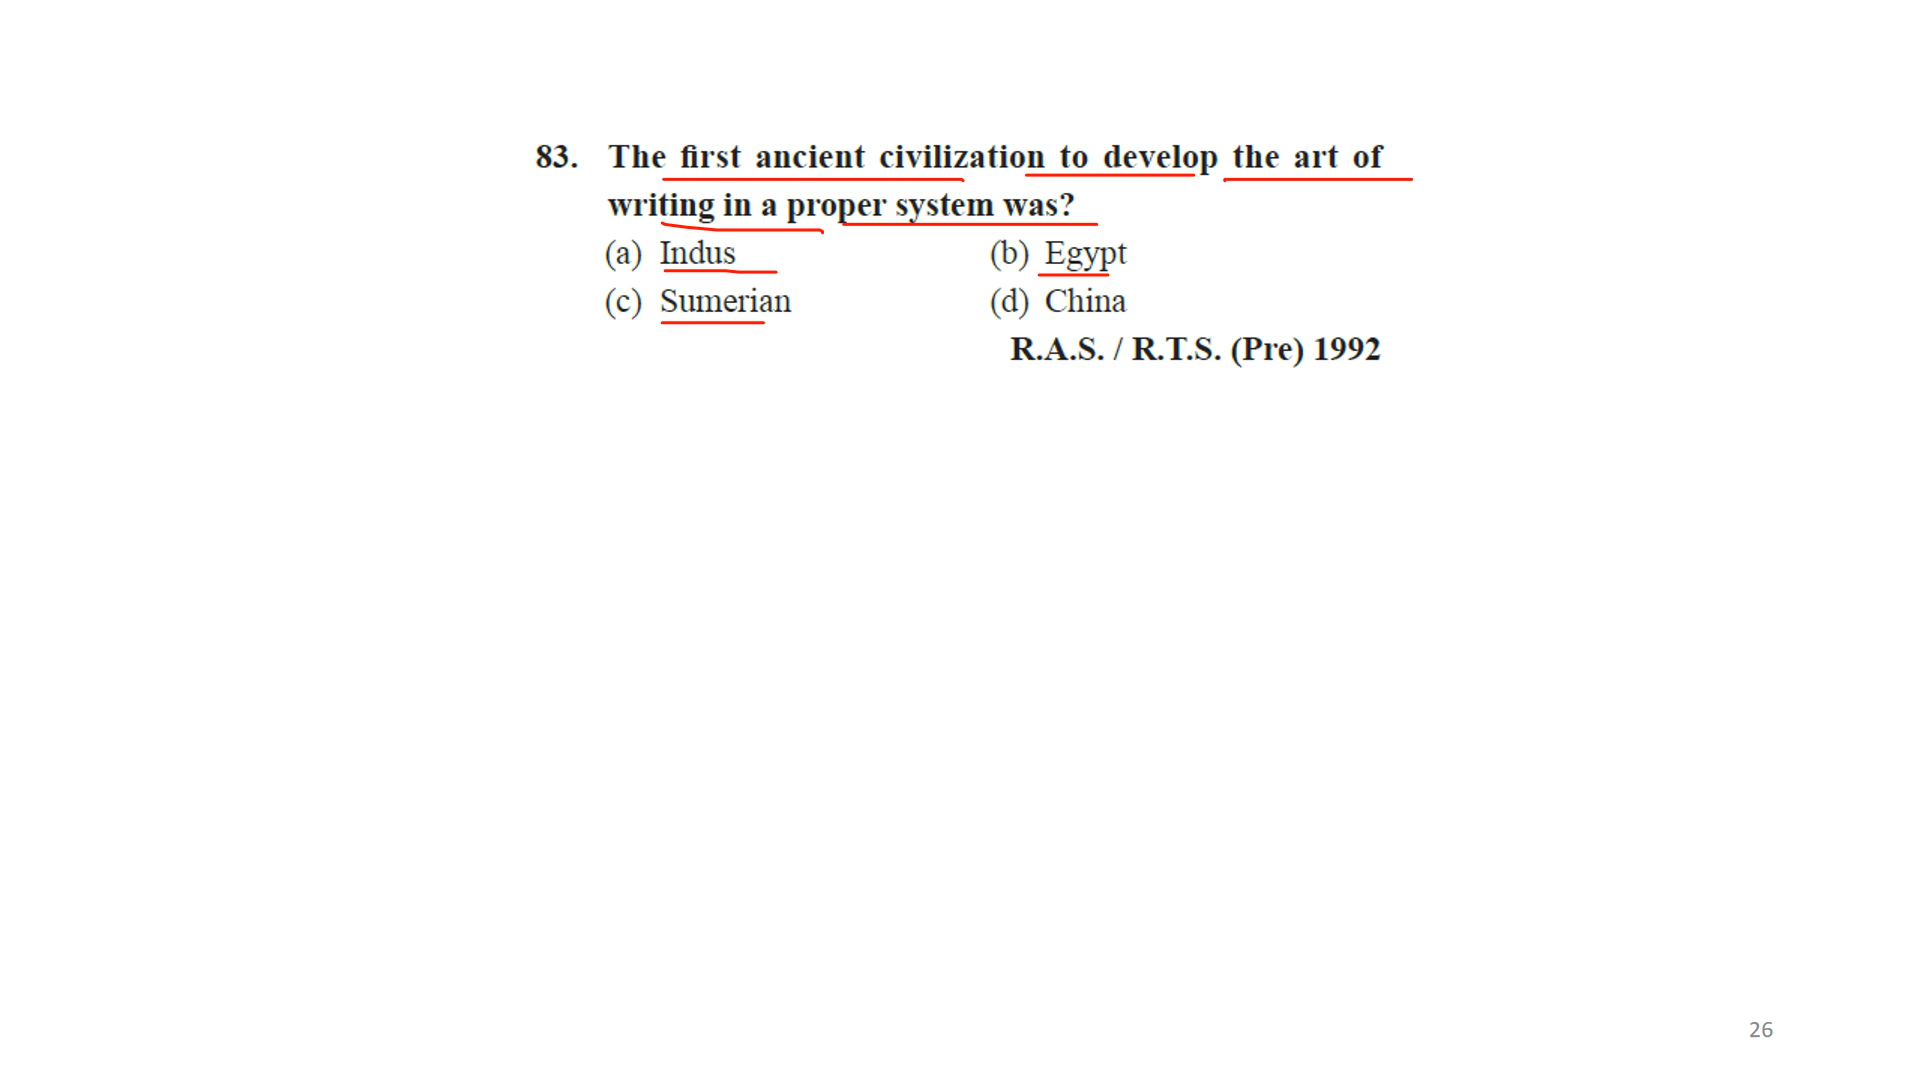 83. The first ancient civilization to develop the art of
writing in a proper system was?
(a) Indus (b) Egypt
(c) Sumerian (d) China
R.A.S. / R.T.S. (Pre) 1992
26